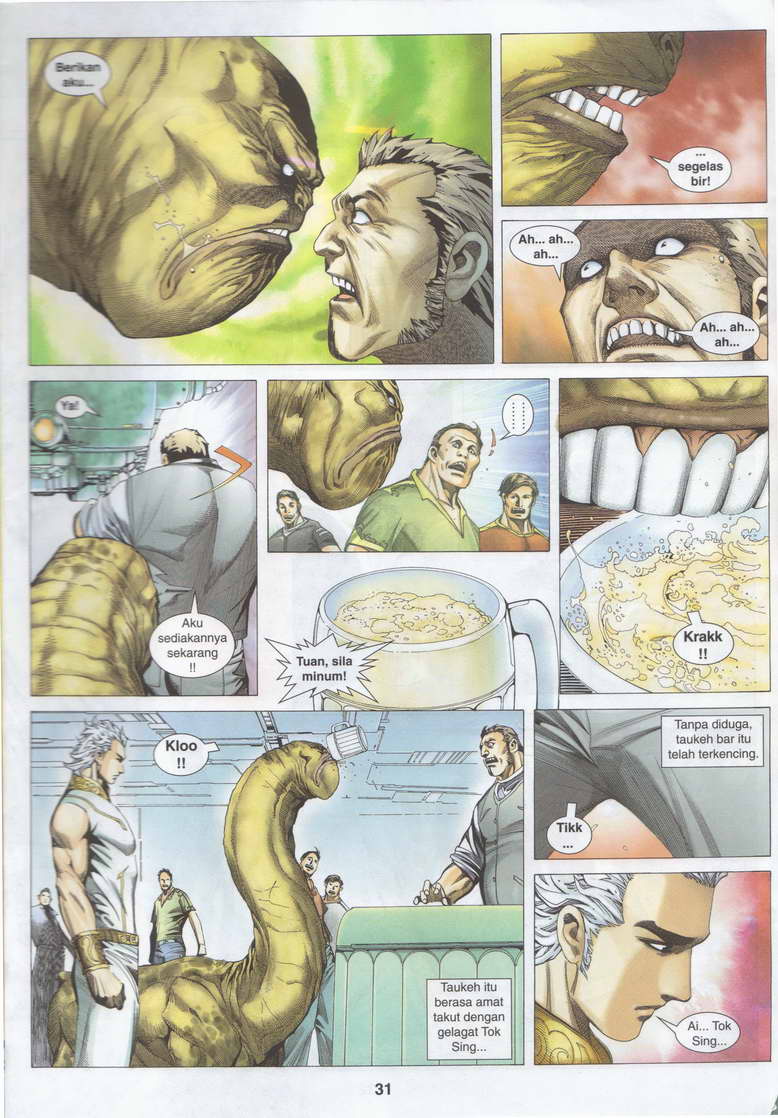 Berikan
aku...
...
segelas
bir!
Ah... ah...
ah...
Ah... ah...
ah...
Ya!
Aku
sediakannya
sekarang
!!
......
Tuan, sila
minum!
Krakk
!!
Kloo
!!
Taukeh itu
berasa amat
takut dengan
gelagat Tok
Sing...
Tanpa diduga,
taukeh bar itu
telah terkencing.
Tikk
...
Ai... Tok
Sing...
31